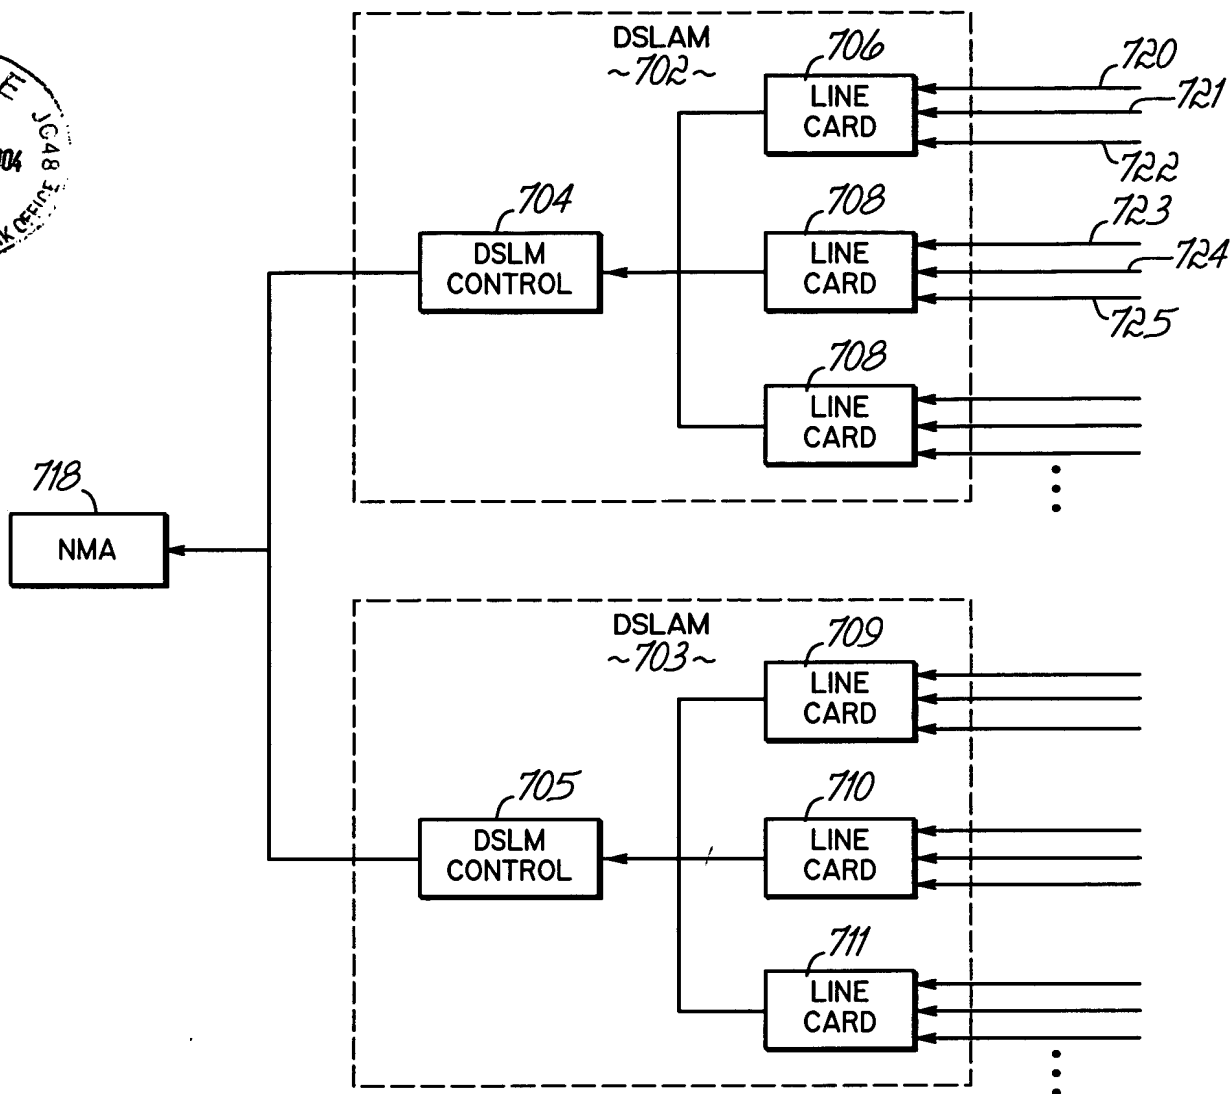 DSLAM
~702~
706
LINE
CARD
720
721
722
704
DSLM
CONTROL
708
LINE
CARD
723
724
725
708
LINE
CARD
718
NMA
DSLAM
~703~
709
LINE
CARD
705
DSLM
CONTROL
710
LINE
CARD
711
LINE
CARD
JC48